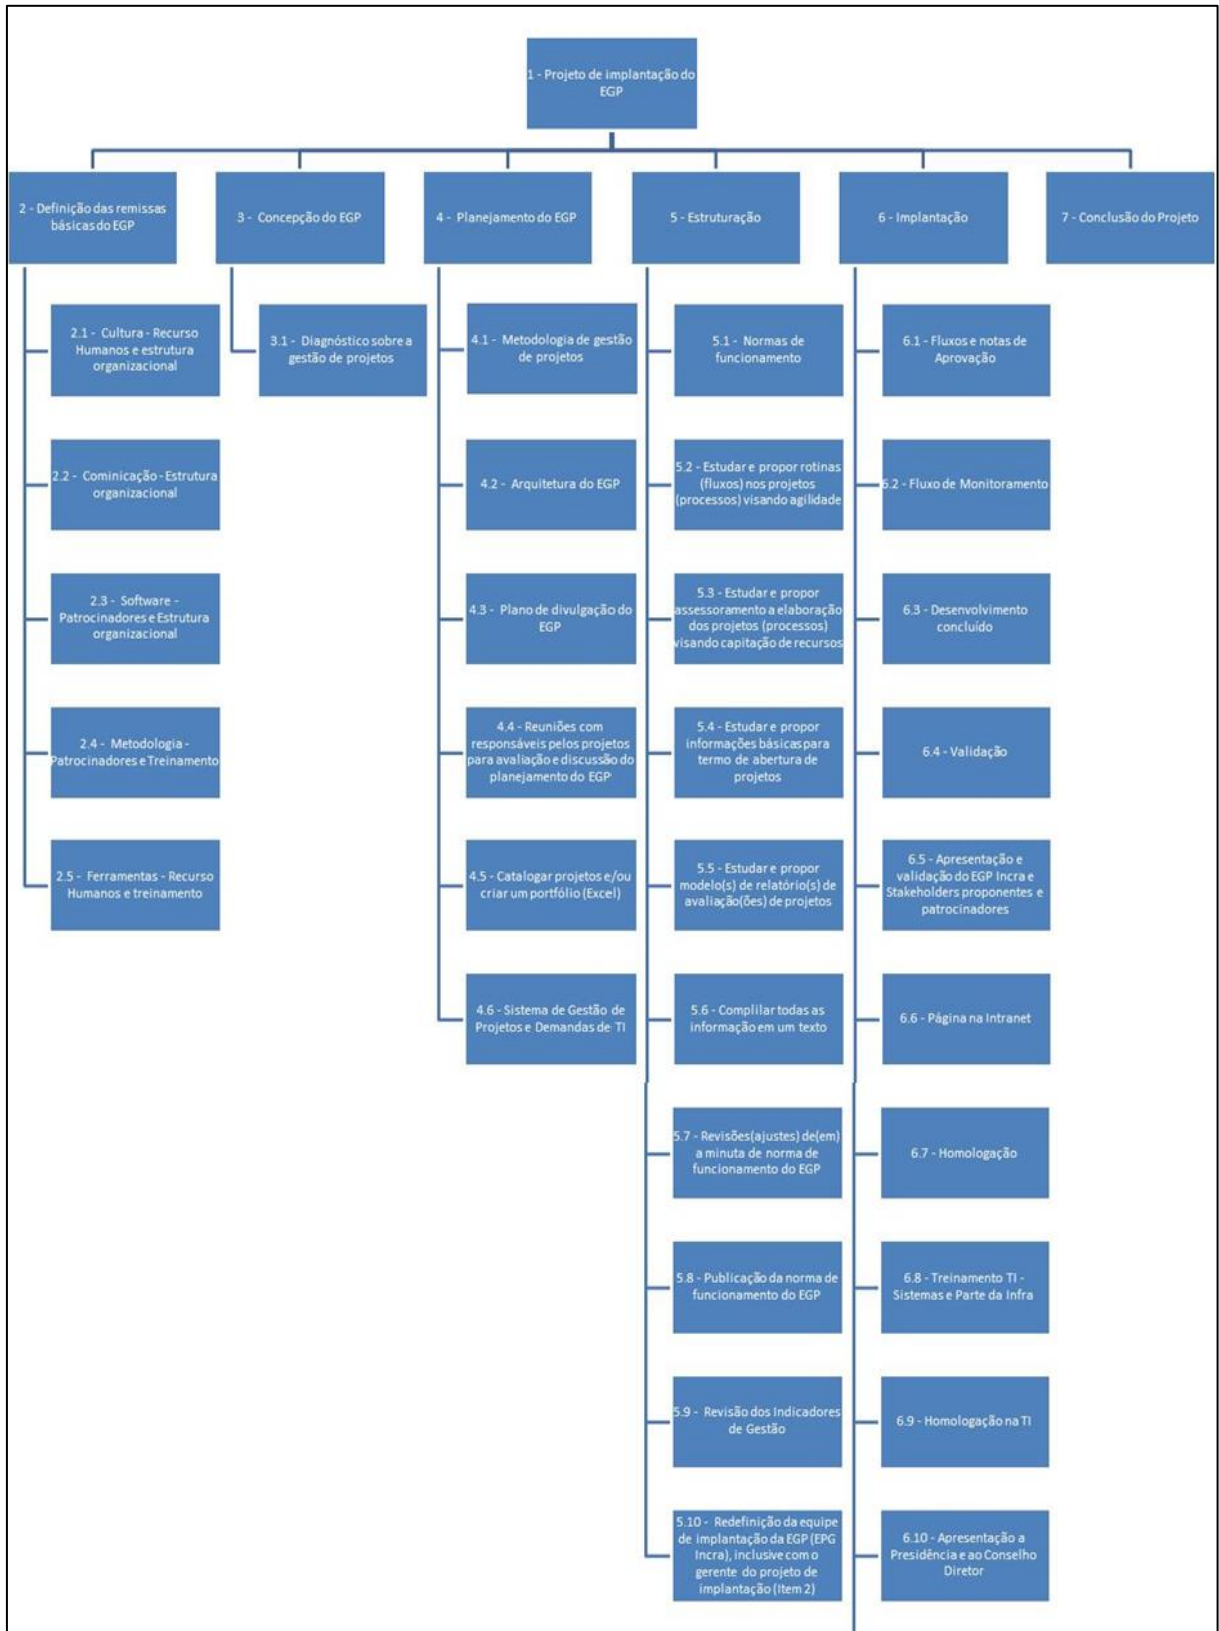 1 - Projeto de implantação do
EGP
2 - Definição das remissas
básicas do EGP
3 - Concepção do EGP
4 - Planejamento do EGP
5 - Estruturação
6 - Implantação
7 - Conclusão do Projeto
2.1 - Cultura - Recurso
Humanos e estrutura
organizacional
2.2 - Cominicação - Estrutura
organizacional
2.3 - Software -
Patrocinadores e Estrutura
organizacional
2.4 - Metodologia -
Patrocinadores e Treinamento
2.5 - Ferramentas - Recurso
Humanos e treinamento
3.1 - Diagnóstico sobre a
gestão de projetos
4.1 - Metodologia de gestão
de projetos
4.2 - Arquitetura do EGP
4.3 - Plano de divulgação do
EGP
4.4 - Reuniões com
responsáveis pelos projetos
para avaliação e discussão do
planejamento do EGP
4.5 - Catalogar projetos e/ou
criar um portfólio (Excel)
4.6 - Sistema de Gestão de
Projetos e Demandas de TI
5.1 - Normas de
funcionamento
5.2 - Estudar e propor rotinas
(fluxos) nos projetos
(processos) visando agilidade
5.3 - Estudar e propor
assessoramento a elaboração
dos projetos (processos)
visando capitação de recursos
5.4 - Estudar e propor
informações básicas para
termo de abertura de
projetos
5.5 - Estudar e propor
modelo(s) de relatório(s) de
avaliação(ões) de projetos
5.6 - Complilar todas as
informação em um texto
5.7 - Revisões(ajustes) de(em)
a minuta de norma de
funcionamento do EGP
5.8 - Publicação da norma de
funcionamento do EGP
5.9 - Revisão dos Indicadores
de Gestão
5.10 - Redefinição da equipe
de implantação da EGP (EPG
Incra), inclusive com o
gerente do projeto de
implantação (Item 2)
6.1 - Fluxos e notas de
Aprovação
6.2 - Fluxo de Monitoramento
6.3 - Desenvolvimento
concluído
6.4 - Validação
6.5 - Apresentação e
validação do EGP Incra e
Stakeholders proponentes e
patrocinadores
6.6 - Página na Intranet
6.7 - Homologação
6.8 - Treinamento TI -
Sistemas e Parte da Infra
6.9 - Homologação na TI
6.10 - Apresentação a
Presidência e ao Conselho
Diretor